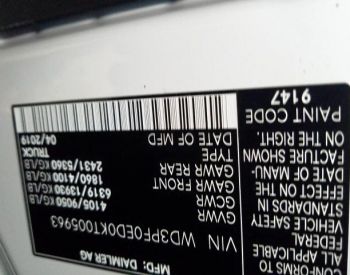 MFD: DAIMLER AG
VIN WD3PF0ED0KT005963
GVWR 4105/9050 KG/LB
GCWR 6319/13930 KG/LB
GAWR FRONT 1860/4100 KG/LB
GAWR REAR 2431/5360 KG/LB
TYPE TRUCK
DATE OF MFD 04/2019
CONFORMS TO
ALL APPLICABLE
FEDERAL
VEHICLE SAFETY
STANDARDS IN
EFFECT ON THE
DATE OF MANU-
FACTURE SHOWN
ON THE RIGHT.
PAINT CODE
9147